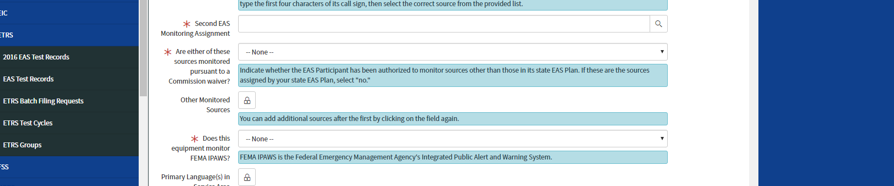 type the first four characters of its call sign, then select the correct source from the provided list.
EIC
ETRS
2016 EAS Test Records
EAS Test Records
ETRS Batch Filing Requests
ETRS Test Cycles
ETRS Groups
Second EAS
Monitoring Assignment
Are either of these
sources monitored
pursuant to a
Commission waiver?
-- None --
Indicate whether the EAS Participant has been authorized to monitor sources other than those in its state EAS Plan. If these are the sources
assigned by your state EAS Plan, select "no."
Other Monitored
Sources
You can add additional sources after the first by clicking on the field again.
Does this
equipment monitor
FEMA IPAWS?
-- None --
FEMA IPAWS is the Federal Emergency Management Agency's Integrated Public Alert and Warning System.
Primary Language(s) in
Service Area